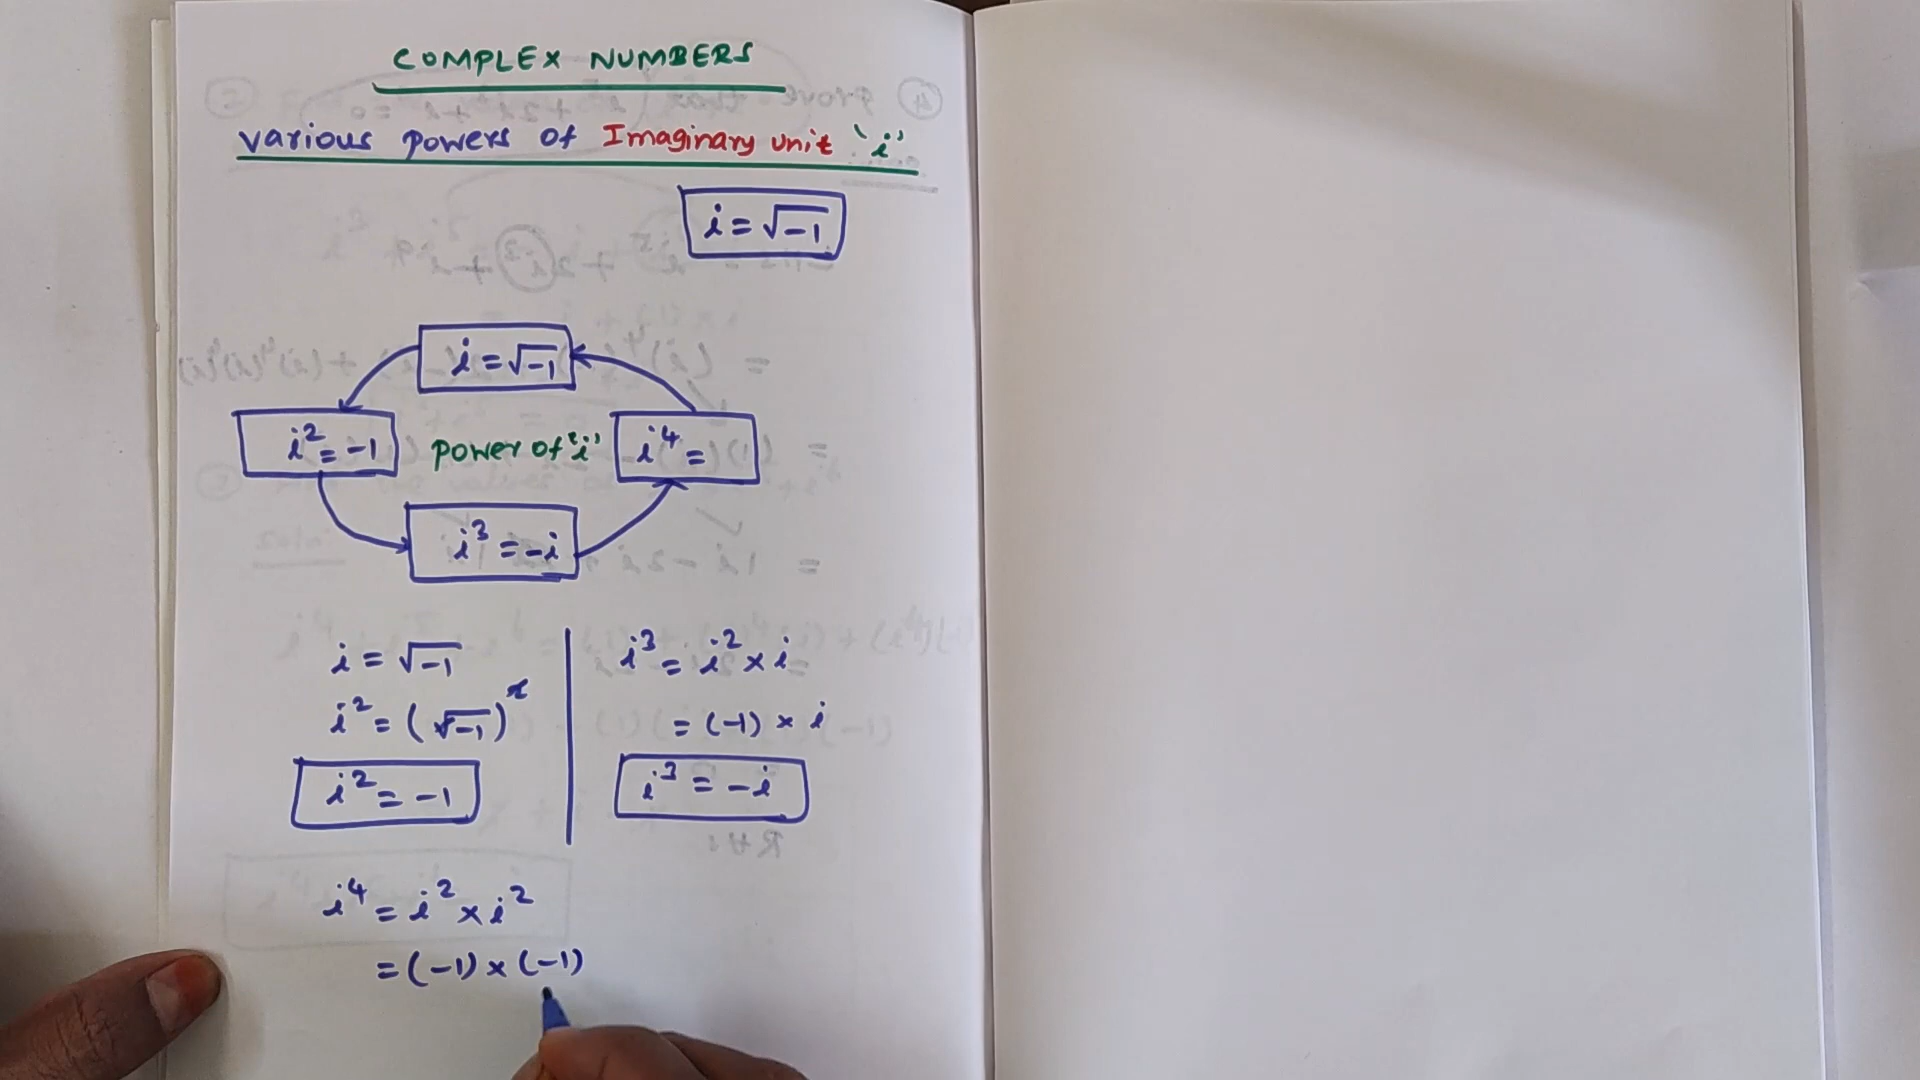 COMPLEX NUMBERS
various powers of Imaginary unit 'i'
i = √-1
i = √-1
i² = -1
power of 'i'
i⁴ =
i³ = -i
i = √-1
i² = (√-1)²
i² = -1
i³ = i² × i
= (-1) × i
i³ = -i
i⁴ = i² × i²
= (-1) × (-1)